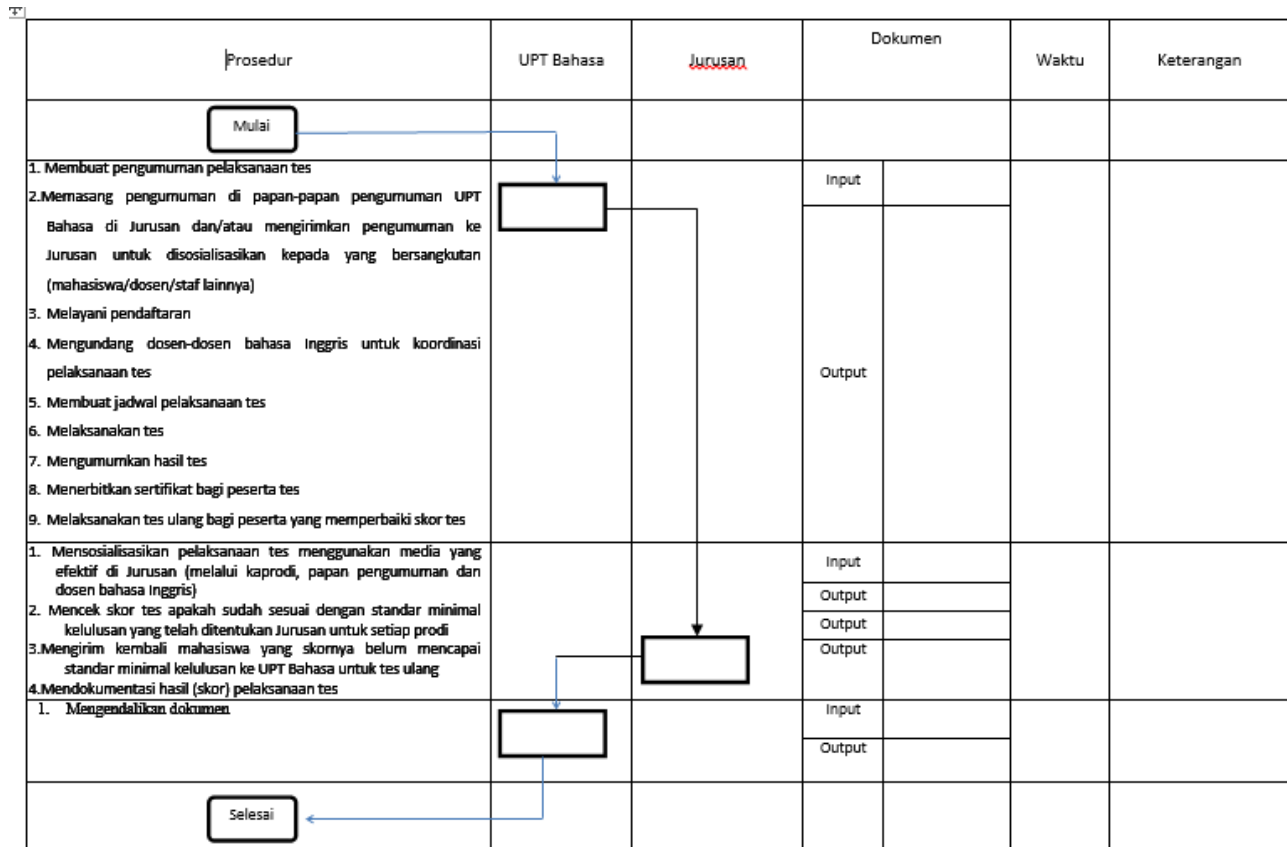 Prosedur UPT Bahasa Jurusan Dokumen Waktu Keterangan
Mulai
1. Membuat pengumuman pelaksanaan tes
2.Memasang pengumuman di papan-papan pengumuman UPT
Bahasa di Jurusan dan/atau mengirimkan pengumuman ke
Jurusan untuk disosialisasikan kepada yang bersangkutan
(mahasiswa/dosen/staf lainnya)
3. Melayani pendaftaran
4. Mengundang dosen-dosen bahasa Inggris untuk koordinasi
pelaksanaan tes
5. Membuat jadwal pelaksanaan tes
6. Melaksanakan tes
7. Mengumumkan hasil tes
8. Menerbitkan sertifikat bagi peserta tes
9. Melaksanakan tes ulang bagi peserta yang memperbaiki skor tes
Input
Output
1. Mensosialisasikan pelaksanaan tes menggunakan media yang
efektif di Jurusan (melalui kaprodi, papan pengumuman dan
dosen bahasa Inggris)
2. Mencek skor tes apakah sudah sesuai dengan standar minimal
kelulusan yang telah ditentukan Jurusan untuk setiap prodi
3.Mengirim kembali mahasiswa yang skornya belum mencapai
standar minimal kelulusan ke UPT Bahasa untuk tes ulang
4.Mendokumentasi hasil (skor) pelaksanaan tes
Input
Output
Output
Output
1. Mengendalikan dokumen
Input
Output
Selesai